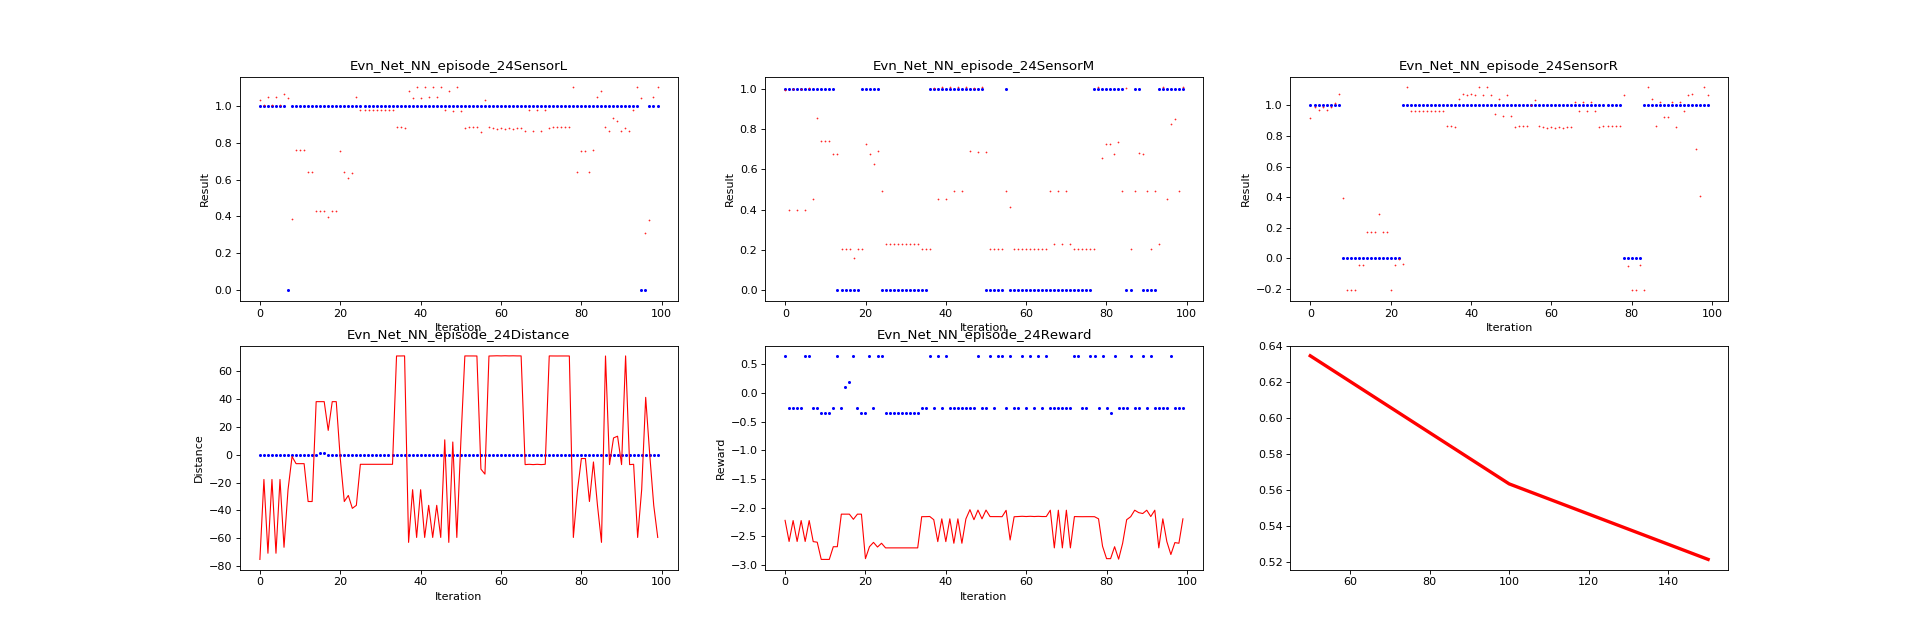 Evn_Net_NN_episode_24SensorL
Result
1.0
0.8
0.6
0.4
0.2
0.0
0 20 40 60 80 100
Iteration
Evn_Net_NN_episode_24SensorM
Result
1.0
0.8
0.6
0.4
0.2
0.0
0 20 40 60 80 100
Iteration
Evn_Net_NN_episode_24SensorR
Result
1.0
0.8
0.6
0.4
0.2
0.0
−0.2
0 20 40 60 80 100
Iteration
Evn_Net_NN_episode_24Distance
Distance
60
40
20
0
−20
−40
−60
−80
0 20 40 60 80 100
Iteration
Evn_Net_NN_episode_24Reward
Reward
0.5
0.0
−0.5
−1.0
−1.5
−2.0
−2.5
−3.0
0 20 40 60 80 100
Iteration
0.64
0.62
0.60
0.58
0.56
0.54
0.52
60 80 100 120 140